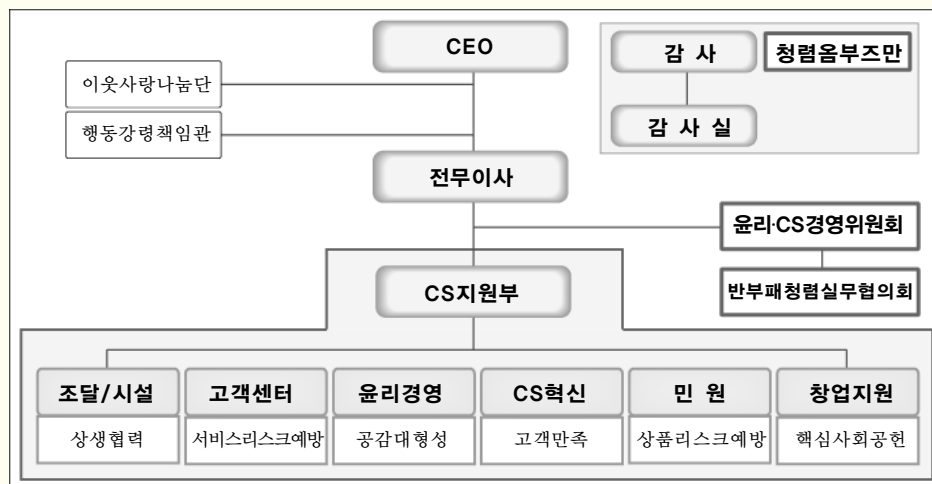 CEO
감 사
청렴옴부즈만
이웃사랑나눔단
행동강령책임관
감 사 실
전무이사
윤리·CS경영위원회
CS지원부
반부패청렴실무협의회
조달/시설
고객센터
윤리경영
CS혁신
민 원
창업지원
상생협력
서비스리스크예방
공감대형성
고객만족
상품리스크예방
핵심사회공헌